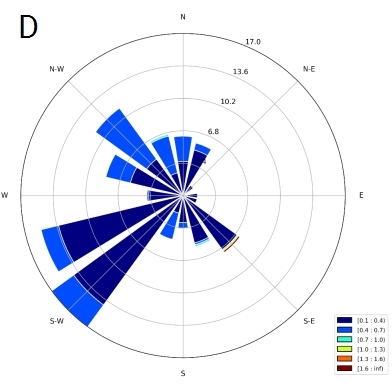 D
N
N-W
N-E
17.0
13.6
10.2
6.8
W
E
S-W
S-E
S
[0.1 : 0.4)
[0.4 : 0.7)
[0.7 : 1.0)
[1.0 : 1.3)
[1.3 : 1.6)
[1.6 : inf)